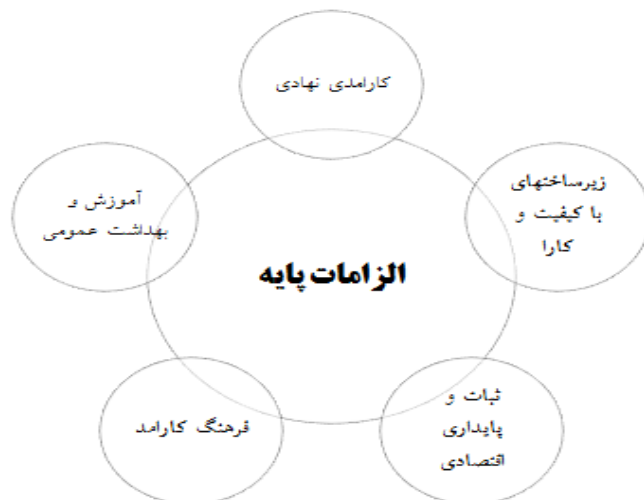 کارامدی نهادی
زیرساختهای
با کیفیت و
کارا
آموزش و
بهداشت عمومی
الزامات پایه
ثبات و
پایداری
اقتصادی
فرهنگ کارامد